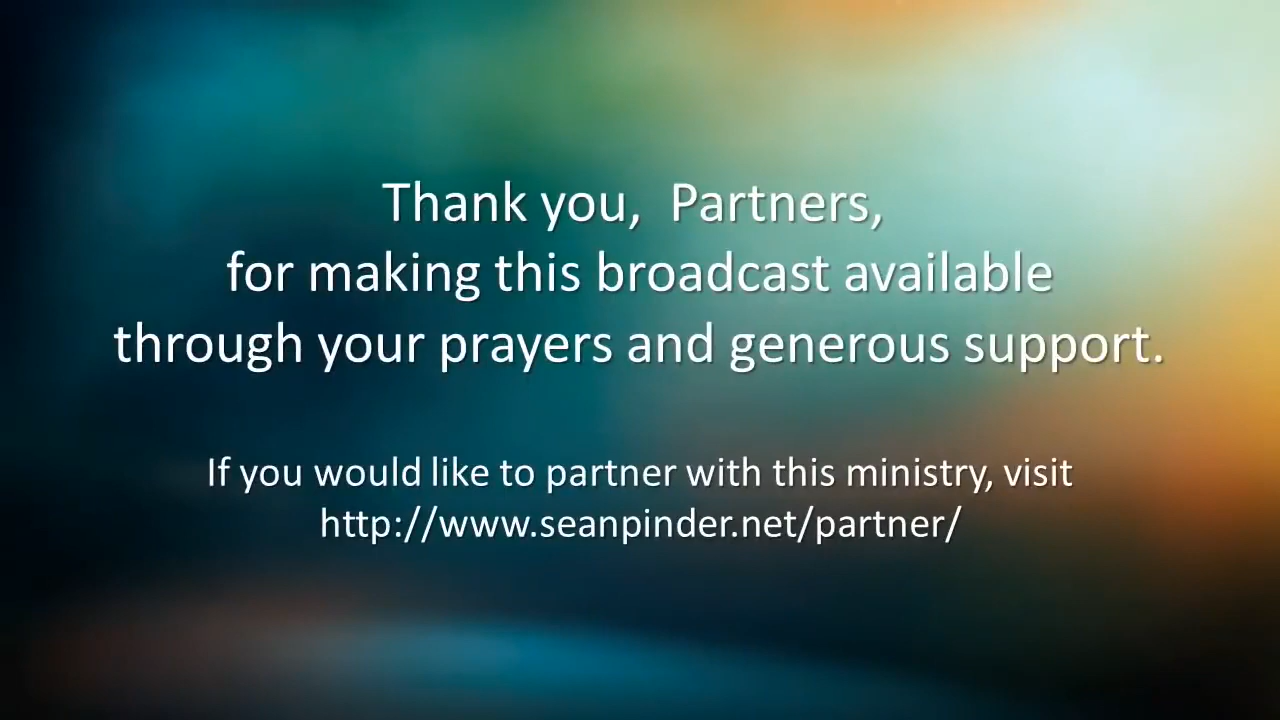 Thank you,  Partners,
for making this broadcast available
through your prayers and generous support.
If you would like to partner with this ministry, visit
http://www.seanpinder.net/partner/